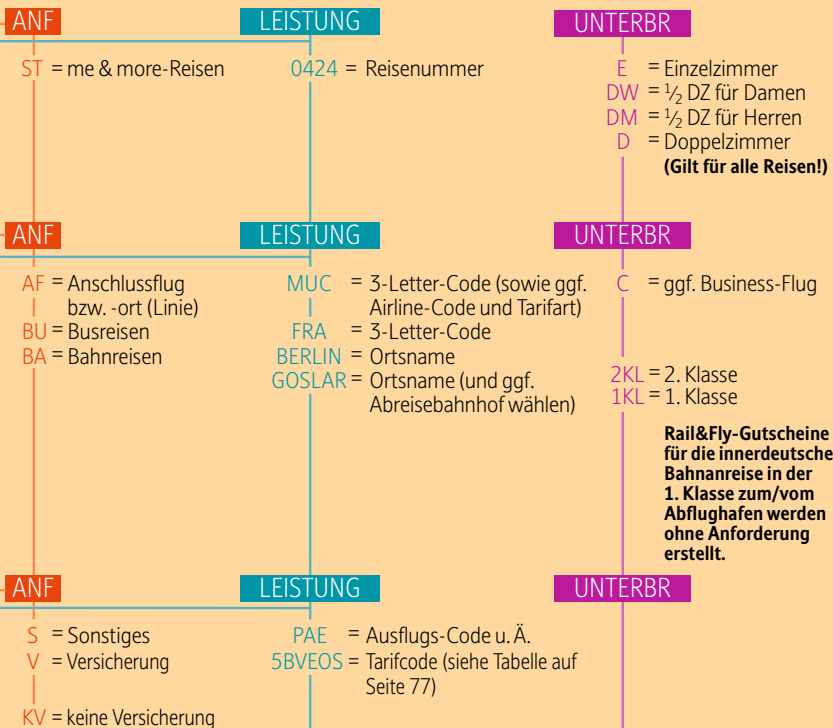 ANF LEISTUNG UNTERBR
ST = me & more-Reisen 0424 = Reisenummer E = Einzelzimmer
DW = ½ DZ für Damen
DM = ½ DZ für Herren
D = Doppelzimmer
(Gilt für alle Reisen!)
ANF LEISTUNG UNTERBR
AF = Anschlussflug MUC = 3-Letter-Code (sowie ggf. C = ggf. Business-Flug
bzw. -ort (Linie) Airline-Code und Tarifart)
BU = Busreisen FRA = 3-Letter-Code
BA = Bahnreisen BERLIN = Ortsname
GOSLAR = Ortsname (und ggf. 2KL = 2. Klasse
Abreisebahnhof wählen) 1KL = 1. Klasse
Rail&Fly-Gutscheine
für die innerdeutsche
Bahnanreise in der
1. Klasse zum/vom
Abflughafen werden
ohne Anforderung
erstellt.
ANF LEISTUNG UNTERBR
S = Sonstiges PAE = Ausflugs-Code u. Ä.
V = Versicherung 5BVEOS = Tarifcode (siehe Tabelle auf
Seite 77)
KV = keine Versicherung